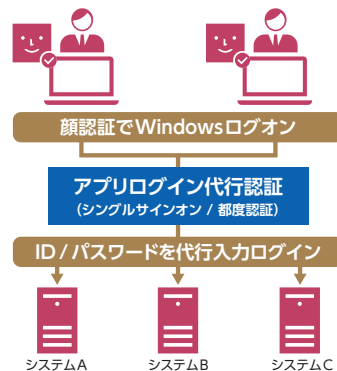 顔認証でWindowsログオン
アプリログイン代行認証
(シングルサインオン / 都度認証)
ID / パスワードを代行入力ログイン
システムA
システムB
システムC